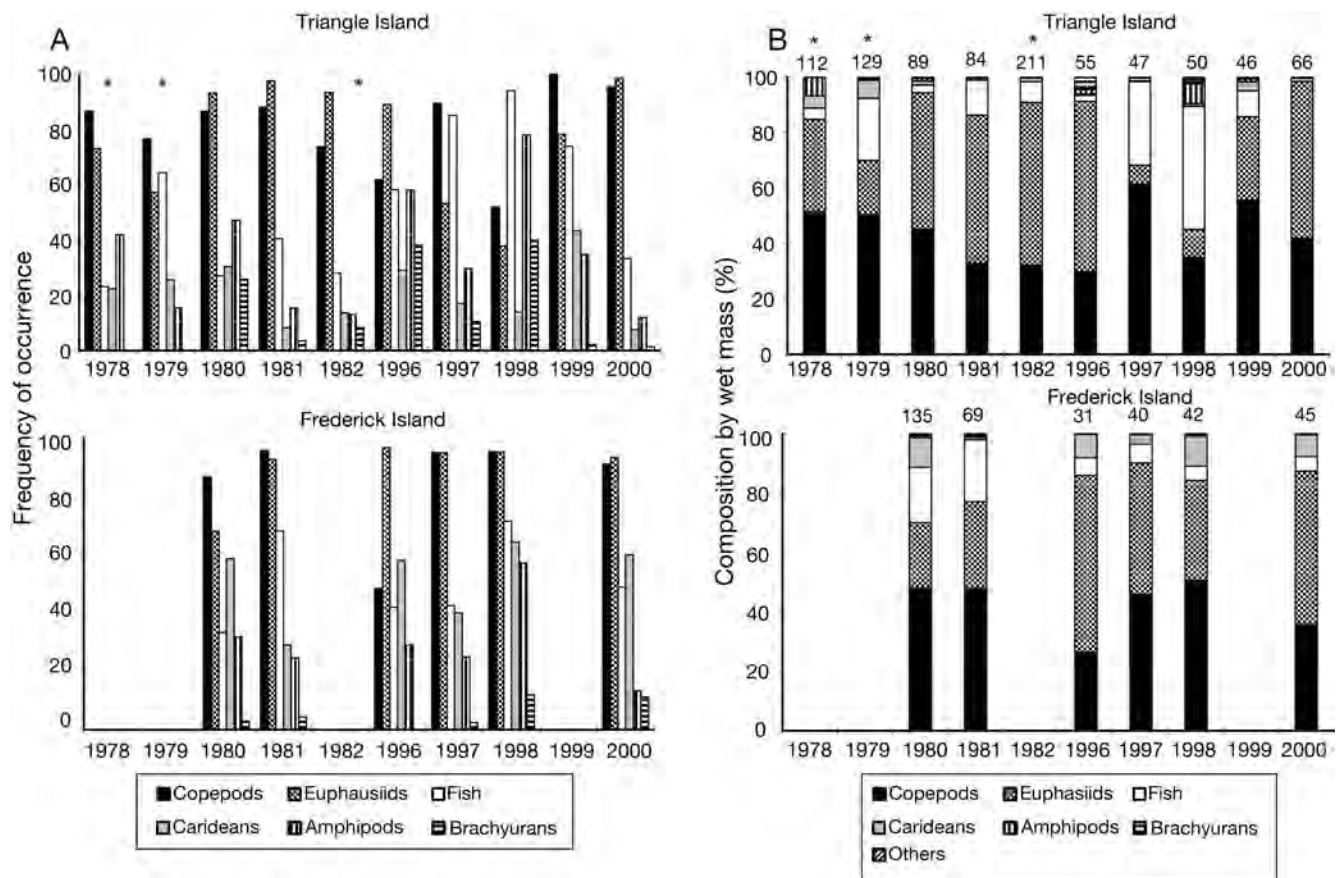 A
Triangle Island
* * *
100
80
60
40
20
0
1978 1979 1980 1981 1982 1996 1997 1998 1999 2000
Frederick Island
100
80
60
40
20
0
1978 1979 1980 1981 1982 1996 1997 1998 1999 2000
Frequency of occurrence
Copepods Euphausiids Fish
Carideans Amphipods Brachyurans
B
Triangle Island
* * *
112 129 89 84 211 55 47 50 46 66
100
80
60
40
20
0
1978 1979 1980 1981 1982 1996 1997 1998 1999 2000
Frederick Island
135 69 31 40 42 45
100
80
60
40
20
0
1978 1979 1980 1981 1982 1996 1997 1998 1999 2000
Composition by wet mass (%)
Copepods Euphasiids Fish
Carideans Amphipods Brachyurans
Others